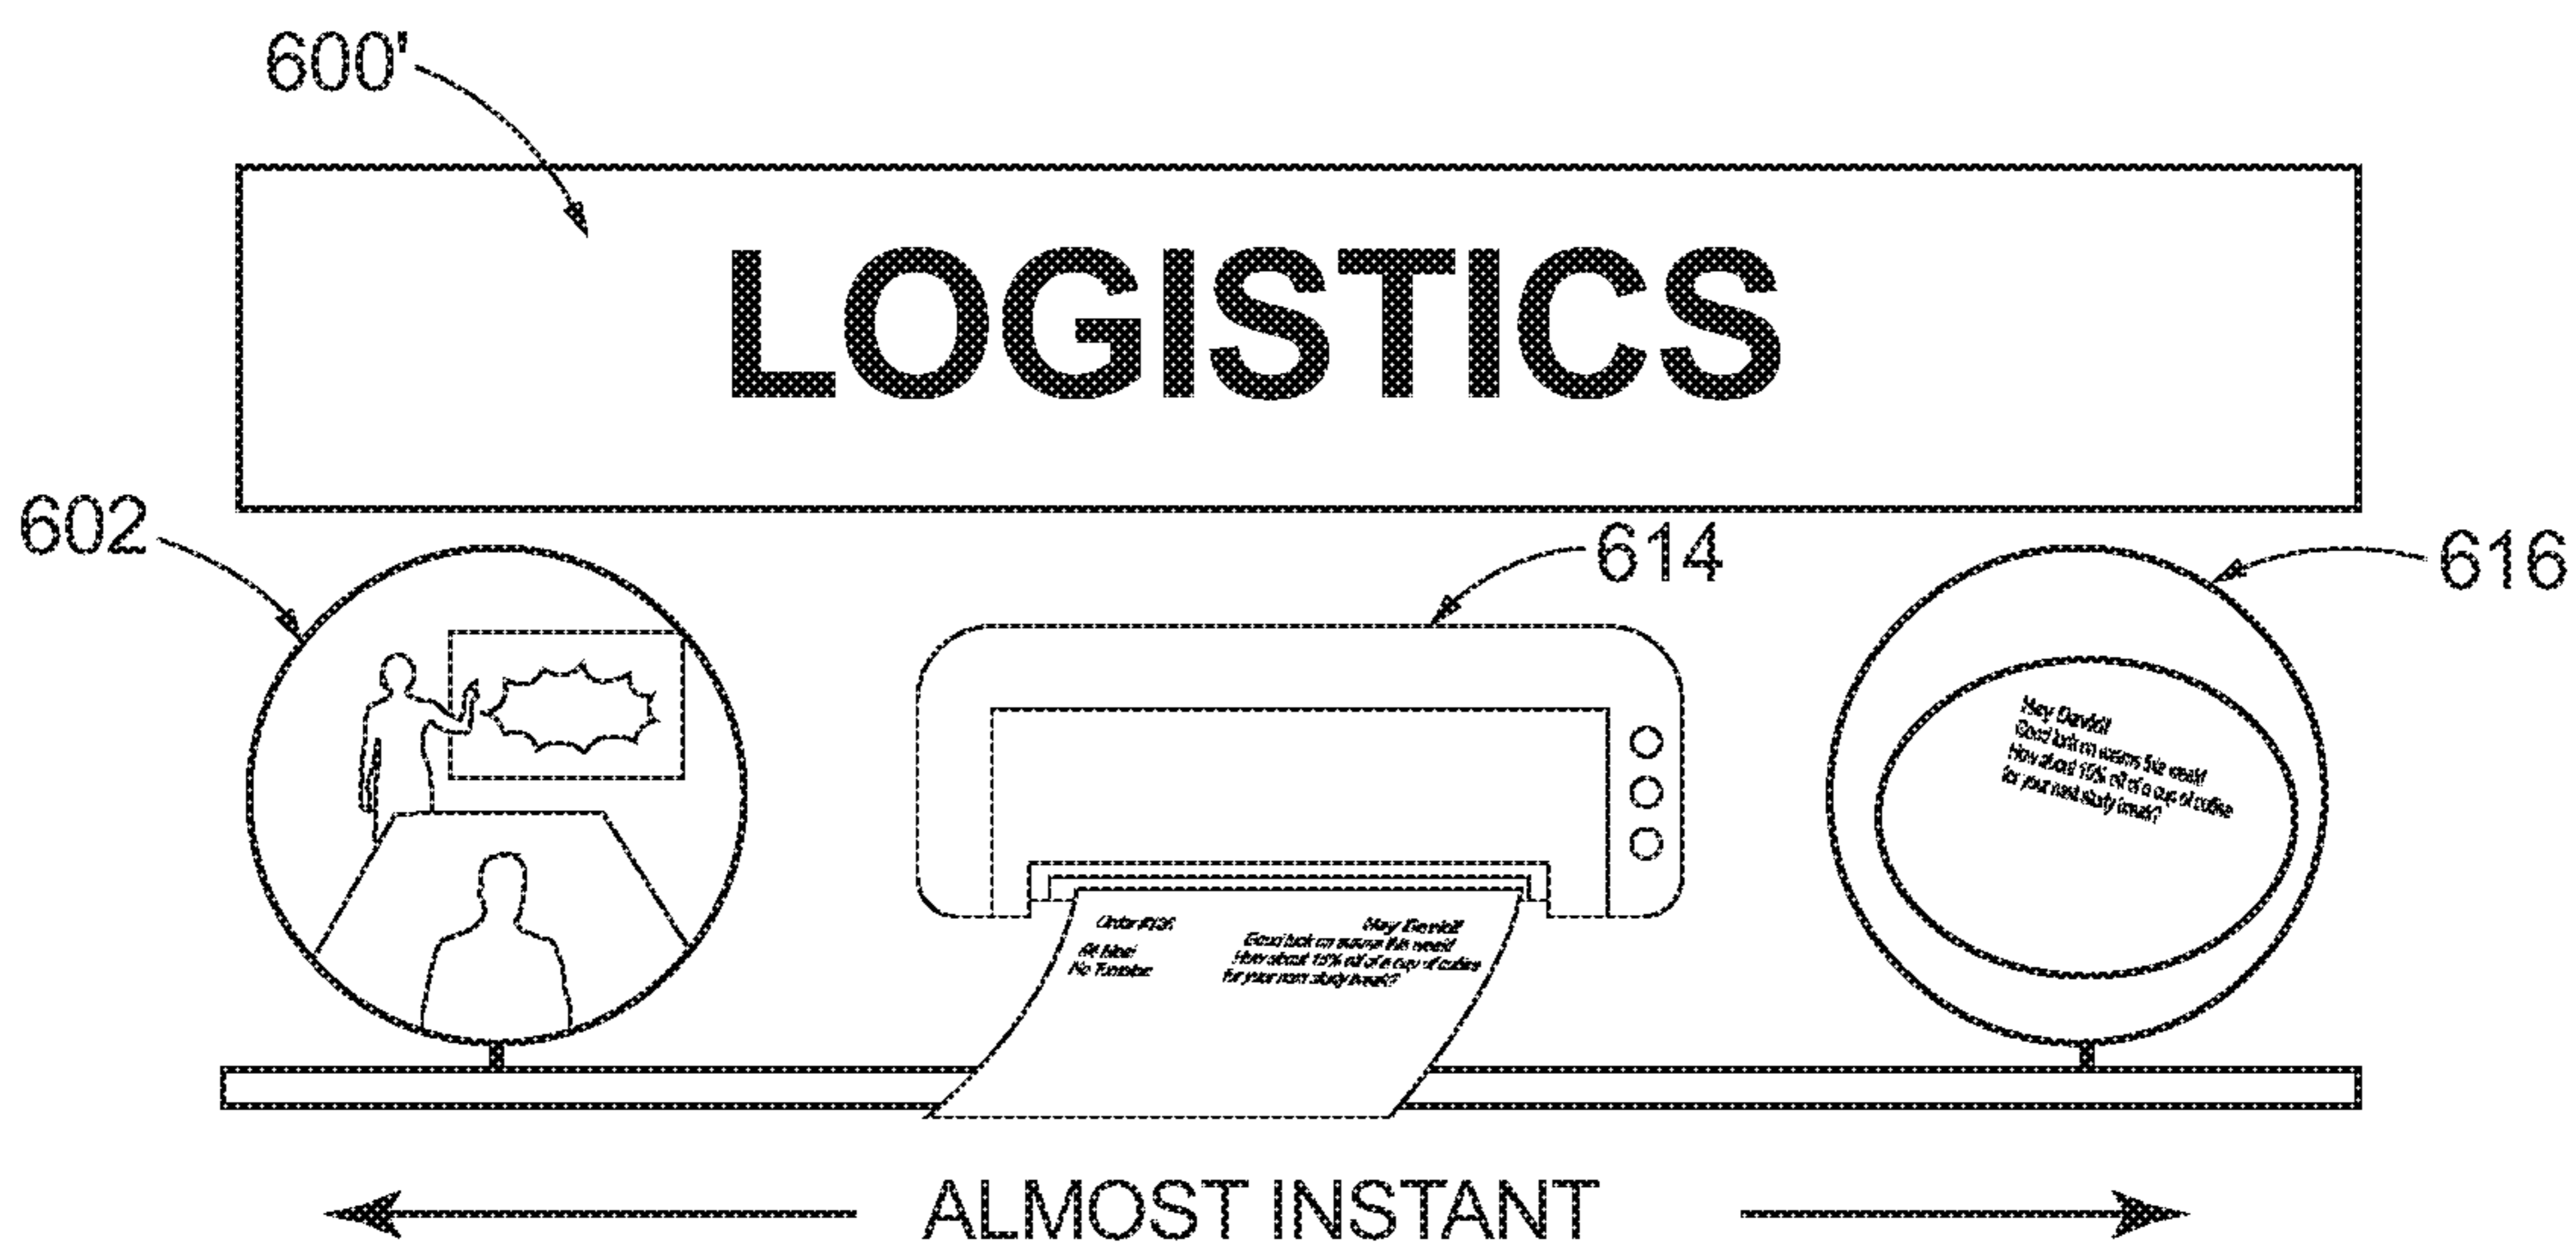 600'
LOGISTICS
602
614
616
Hey David!
Good luck on exams this week!
How about 15% off of a cup of coffee
for your next study break?
Hey David!
Good luck on exams this week!
How about 15% off of a cup of coffee
for your next study break?
ALMOST INSTANT